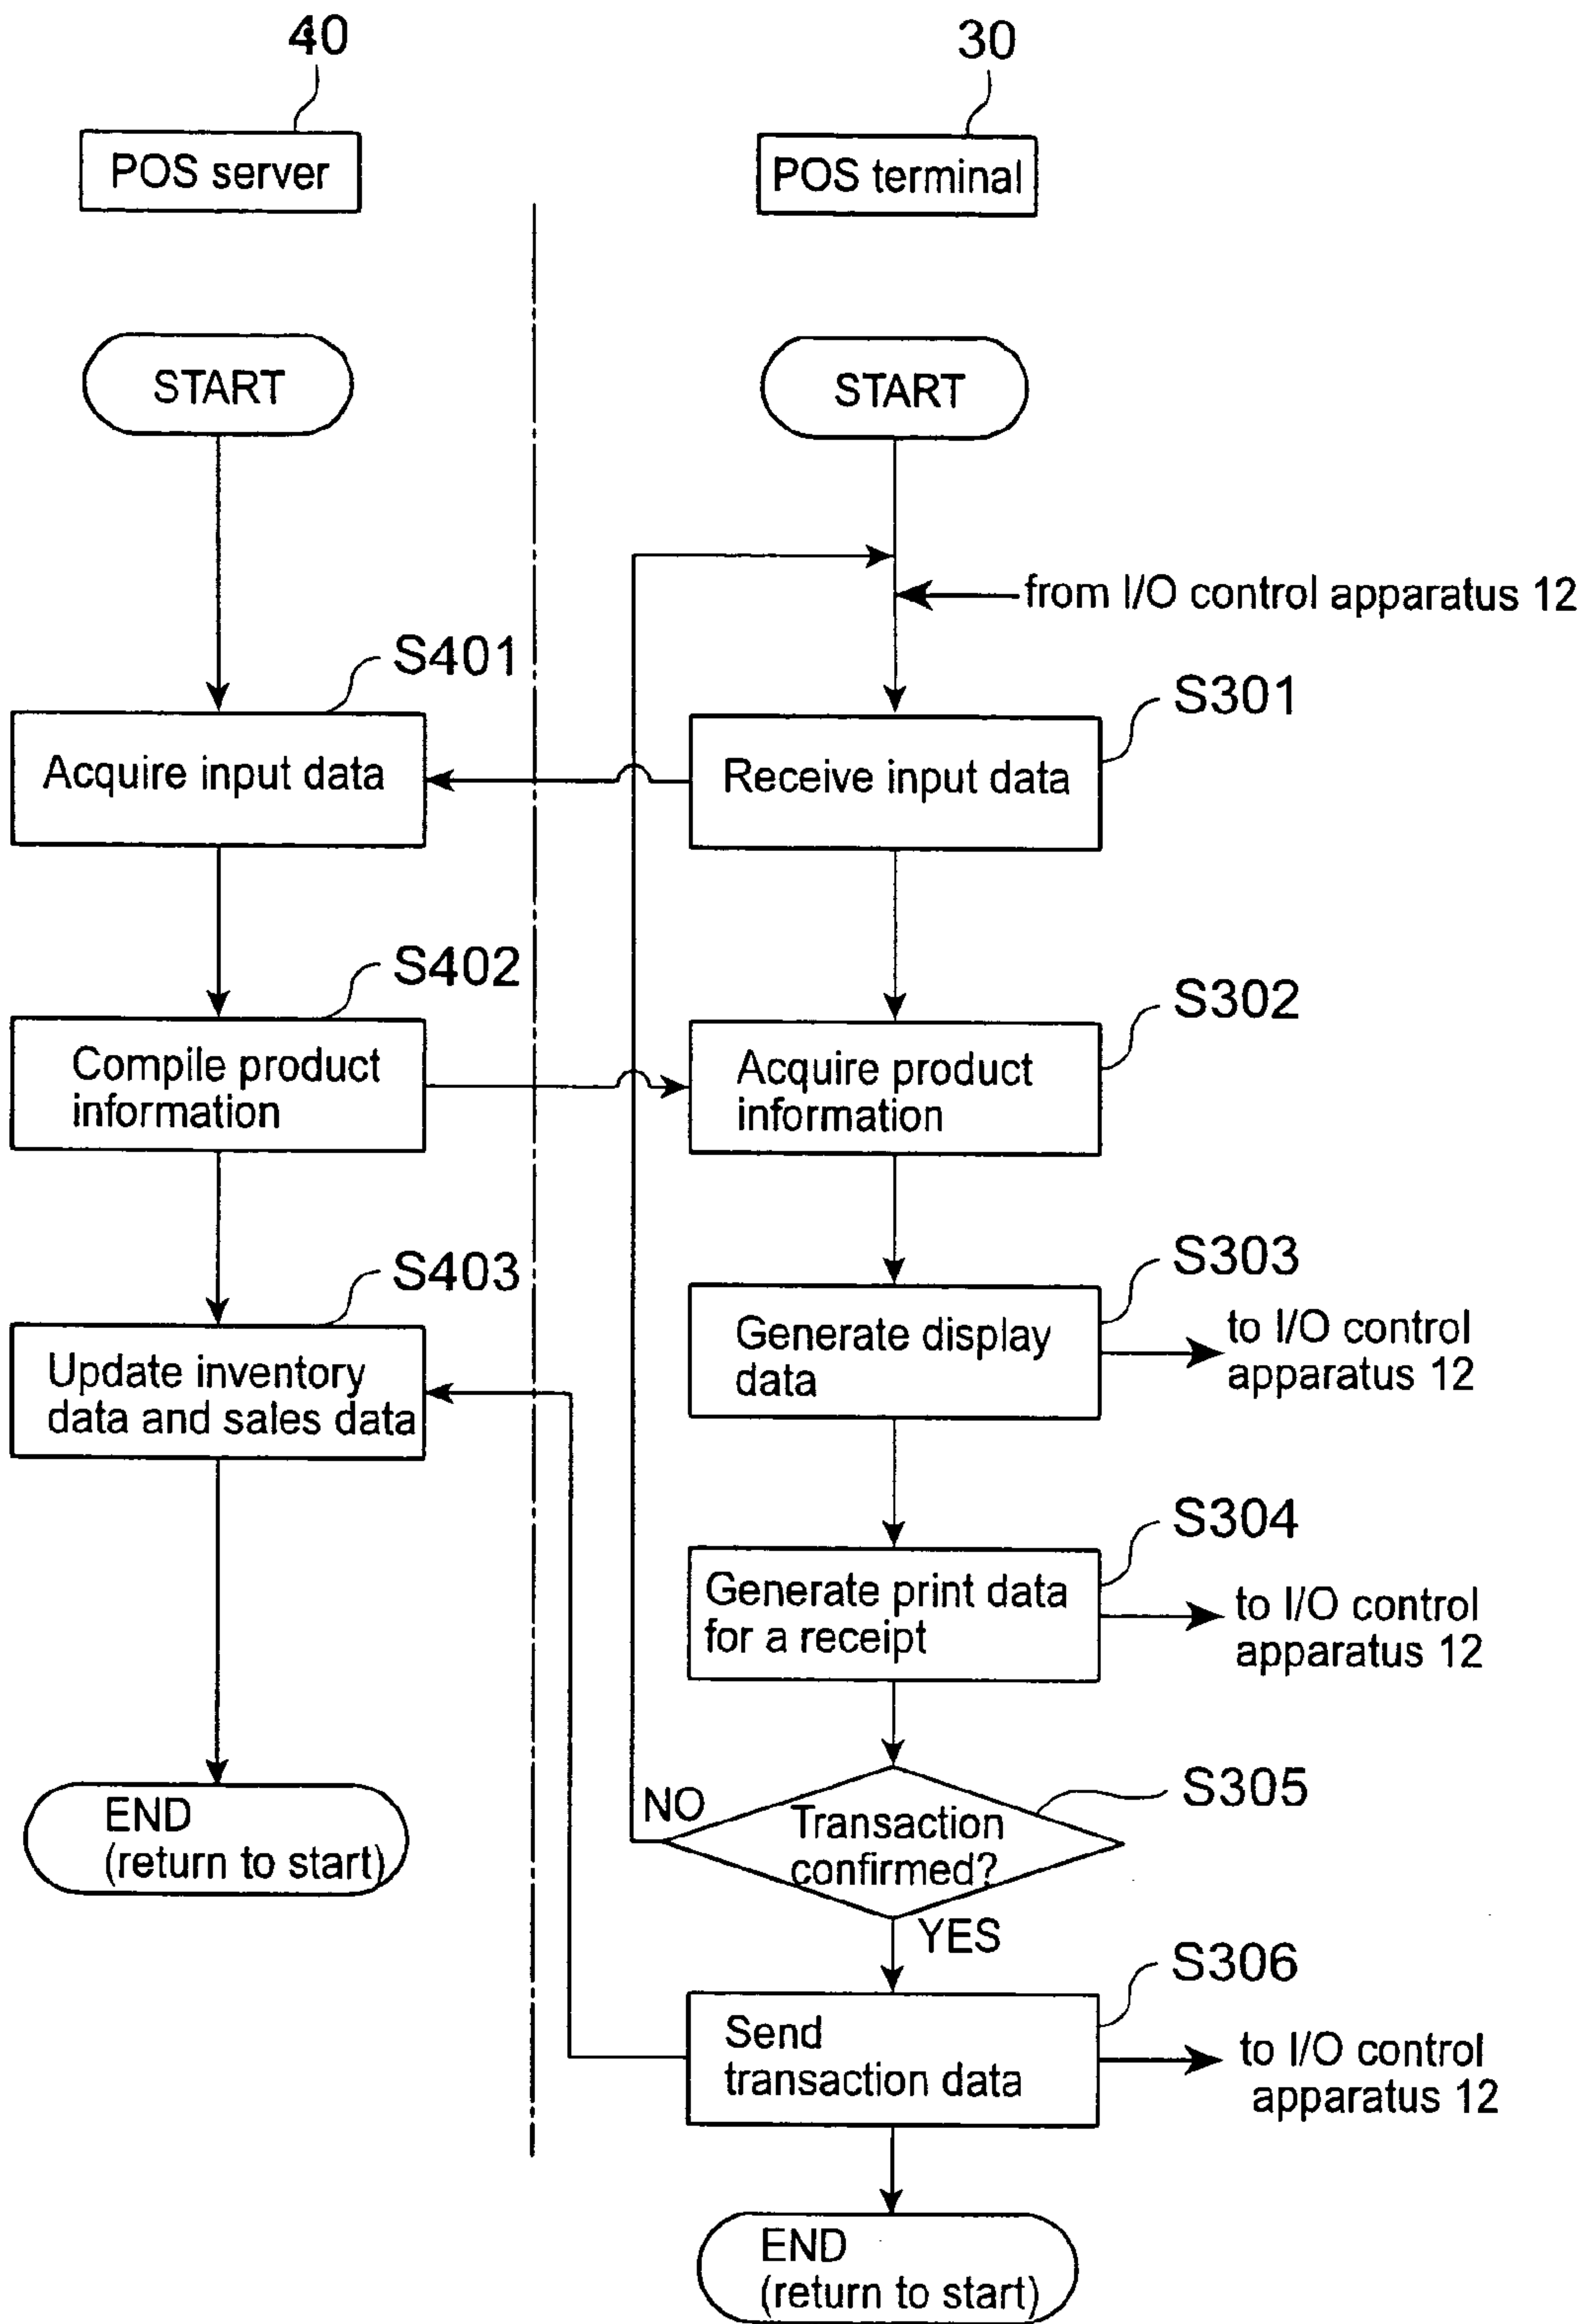 40
30
POS server
POS terminal
START
START
from I/O control apparatus 12
S401
S301
Acquire input data
Receive input data
S402
S302
Compile product
information
Acquire product
information
S403
S303
Update inventory
data and sales data
Generate display
data
to I/O control
apparatus 12
S304
Generate print data
for a receipt
to I/O control
apparatus 12
S305
NO
Transaction
confirmed?
END
(return to start)
YES
S306
Send
transaction data
to I/O control
apparatus 12
END
(return to start)